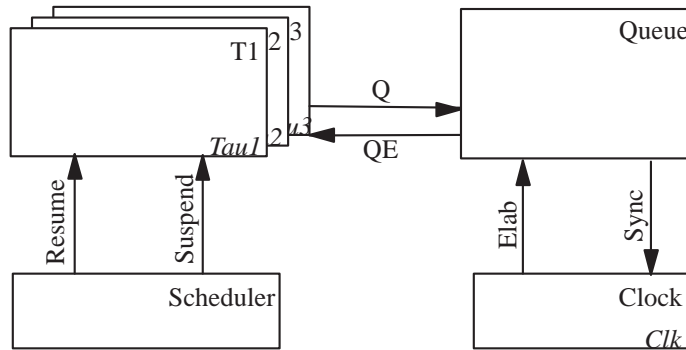 3
2
T1
Queue
Q
u3
2
Tau1
QE
Resume
Suspend
Elab
Sync
Scheduler
Clock
Clk